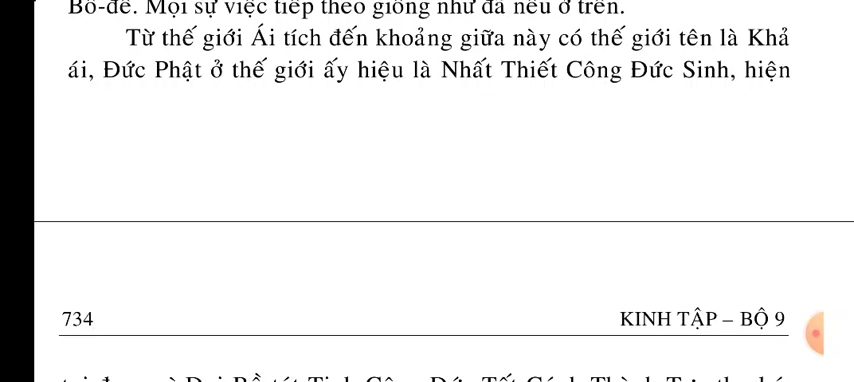 Bồ-đề. Mọi sự việc tiếp theo giống như đã nêu ở trên.
Từ thế giới Ái tích đến khoảng giữa này có thế giới tên là Khả
ái, Đức Phật ở thế giới ấy hiệu là Nhất Thiết Công Đức Sinh, hiện
734
KINH TẬP – BỘ 9